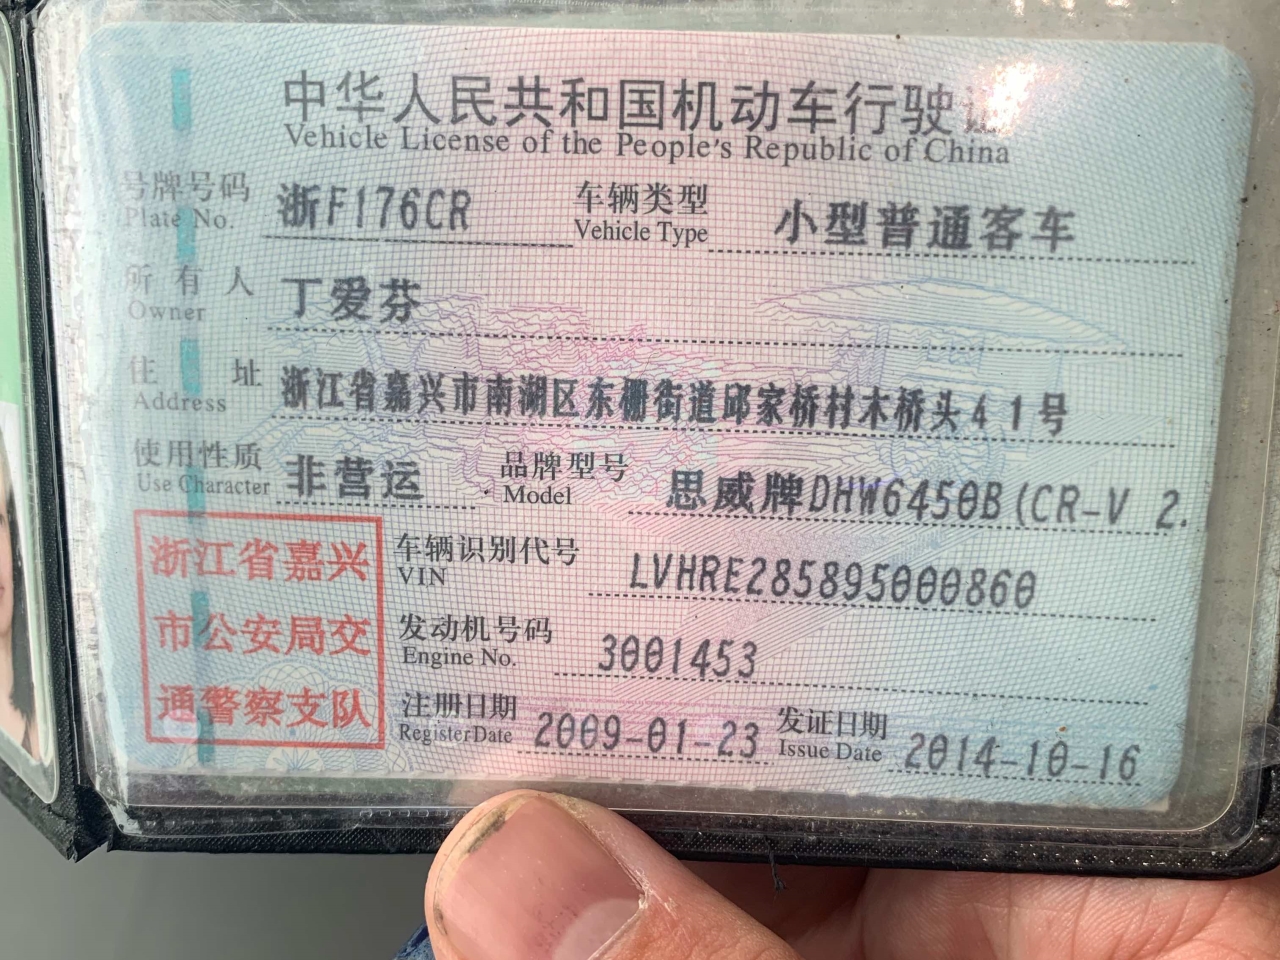 中华人民共和国机动车行驶证
Vehicle License of the People's Republic of China
号牌号码 浙F176CR 车辆类型 小型普通客车
Plate No. Vehicle Type
所有人 丁爱芬
Owner
住址 浙江省嘉兴市南湖区东栅街道邱家桥村木桥头41号
Address
使用性质 非营运 品牌型号 思威牌DHW6450B(CR-V 2.
Use Character Model
浙江省嘉兴
市公安局交
通警察支队
车辆识别代号 LVHRE285895000860
VIN
发动机号码 3001453
Engine No.
注册日期 2009-01-23 发证日期 2014-10-16
Register Date Issue Date